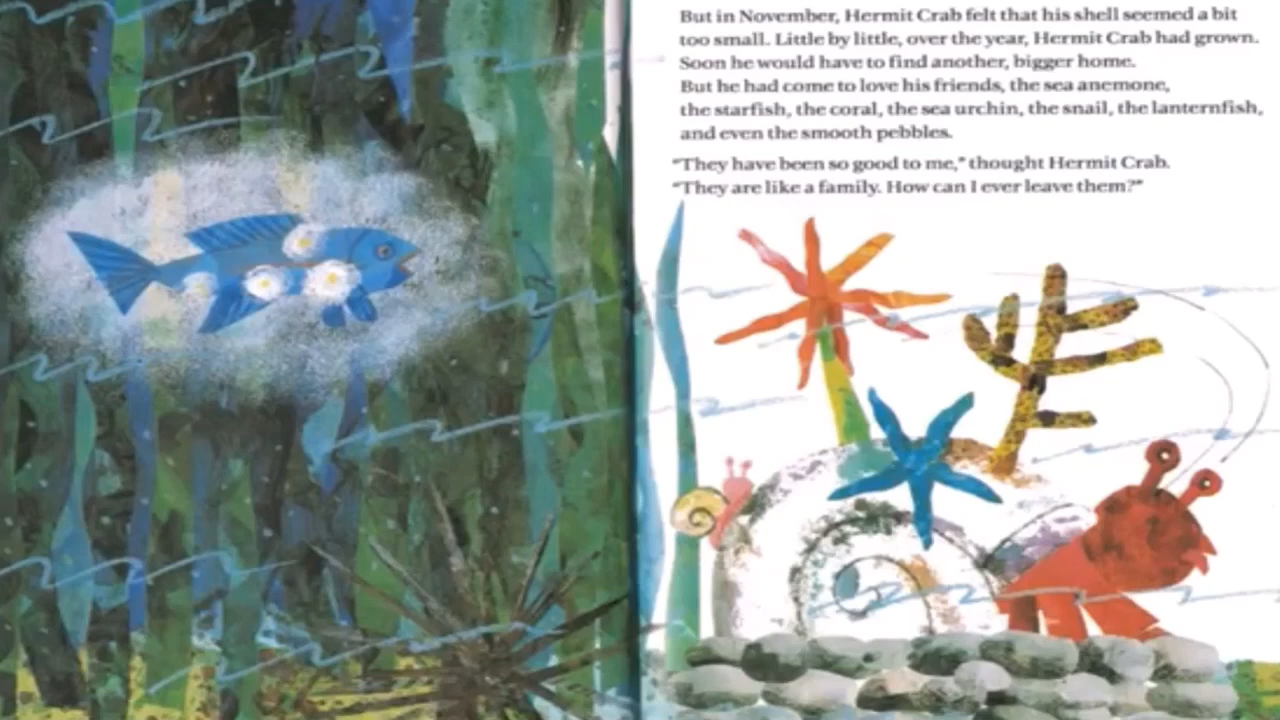 But in November, Hermit Crab felt that his shell seemed a bit
too small. Little by little, over the year, Hermit Crab had grown.
Soon he would have to find another, bigger home.
But he had come to love his friends, the sea anemone,
the starfish, the coral, the sea urchin, the snail, the lanternfish,
and even the smooth pebbles.
“They have been so good to me,” thought Hermit Crab.
“They are like a family. How can I ever leave them?”